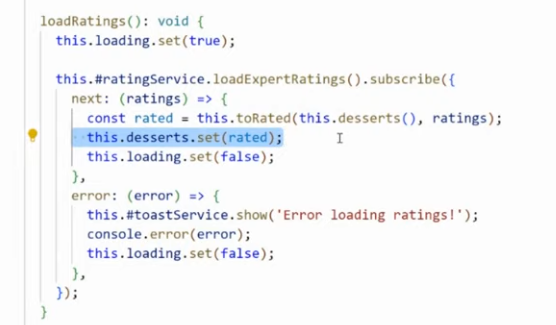 loadRatings(): void {
this.loading.set(true);
this.#ratingService.loadExpertRatings().subscribe({
next: (ratings) => {
const rated = this.toRated(this.desserts(), ratings);
this.desserts.set(rated);
this.loading.set(false);
},
error: (error) => {
this.#toastService.show('Error loading ratings!');
console.error(error);
this.loading.set(false);
},
});
}